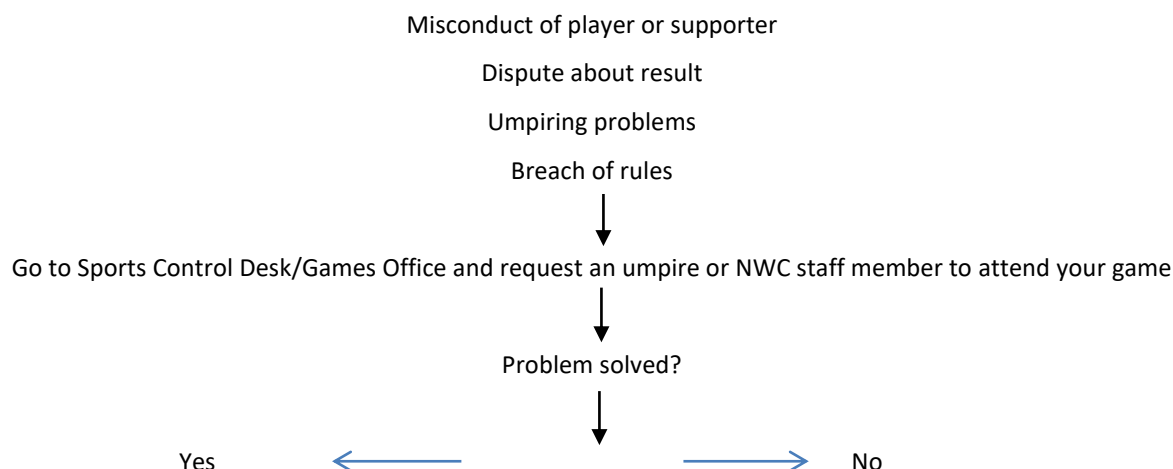 Misconduct of player or supporter
Dispute about result
Umpiring problems
Breach of rules
Go to Sports Control Desk/Games Office and request an umpire or NWC staff member to attend your game
Problem solved?
Yes No